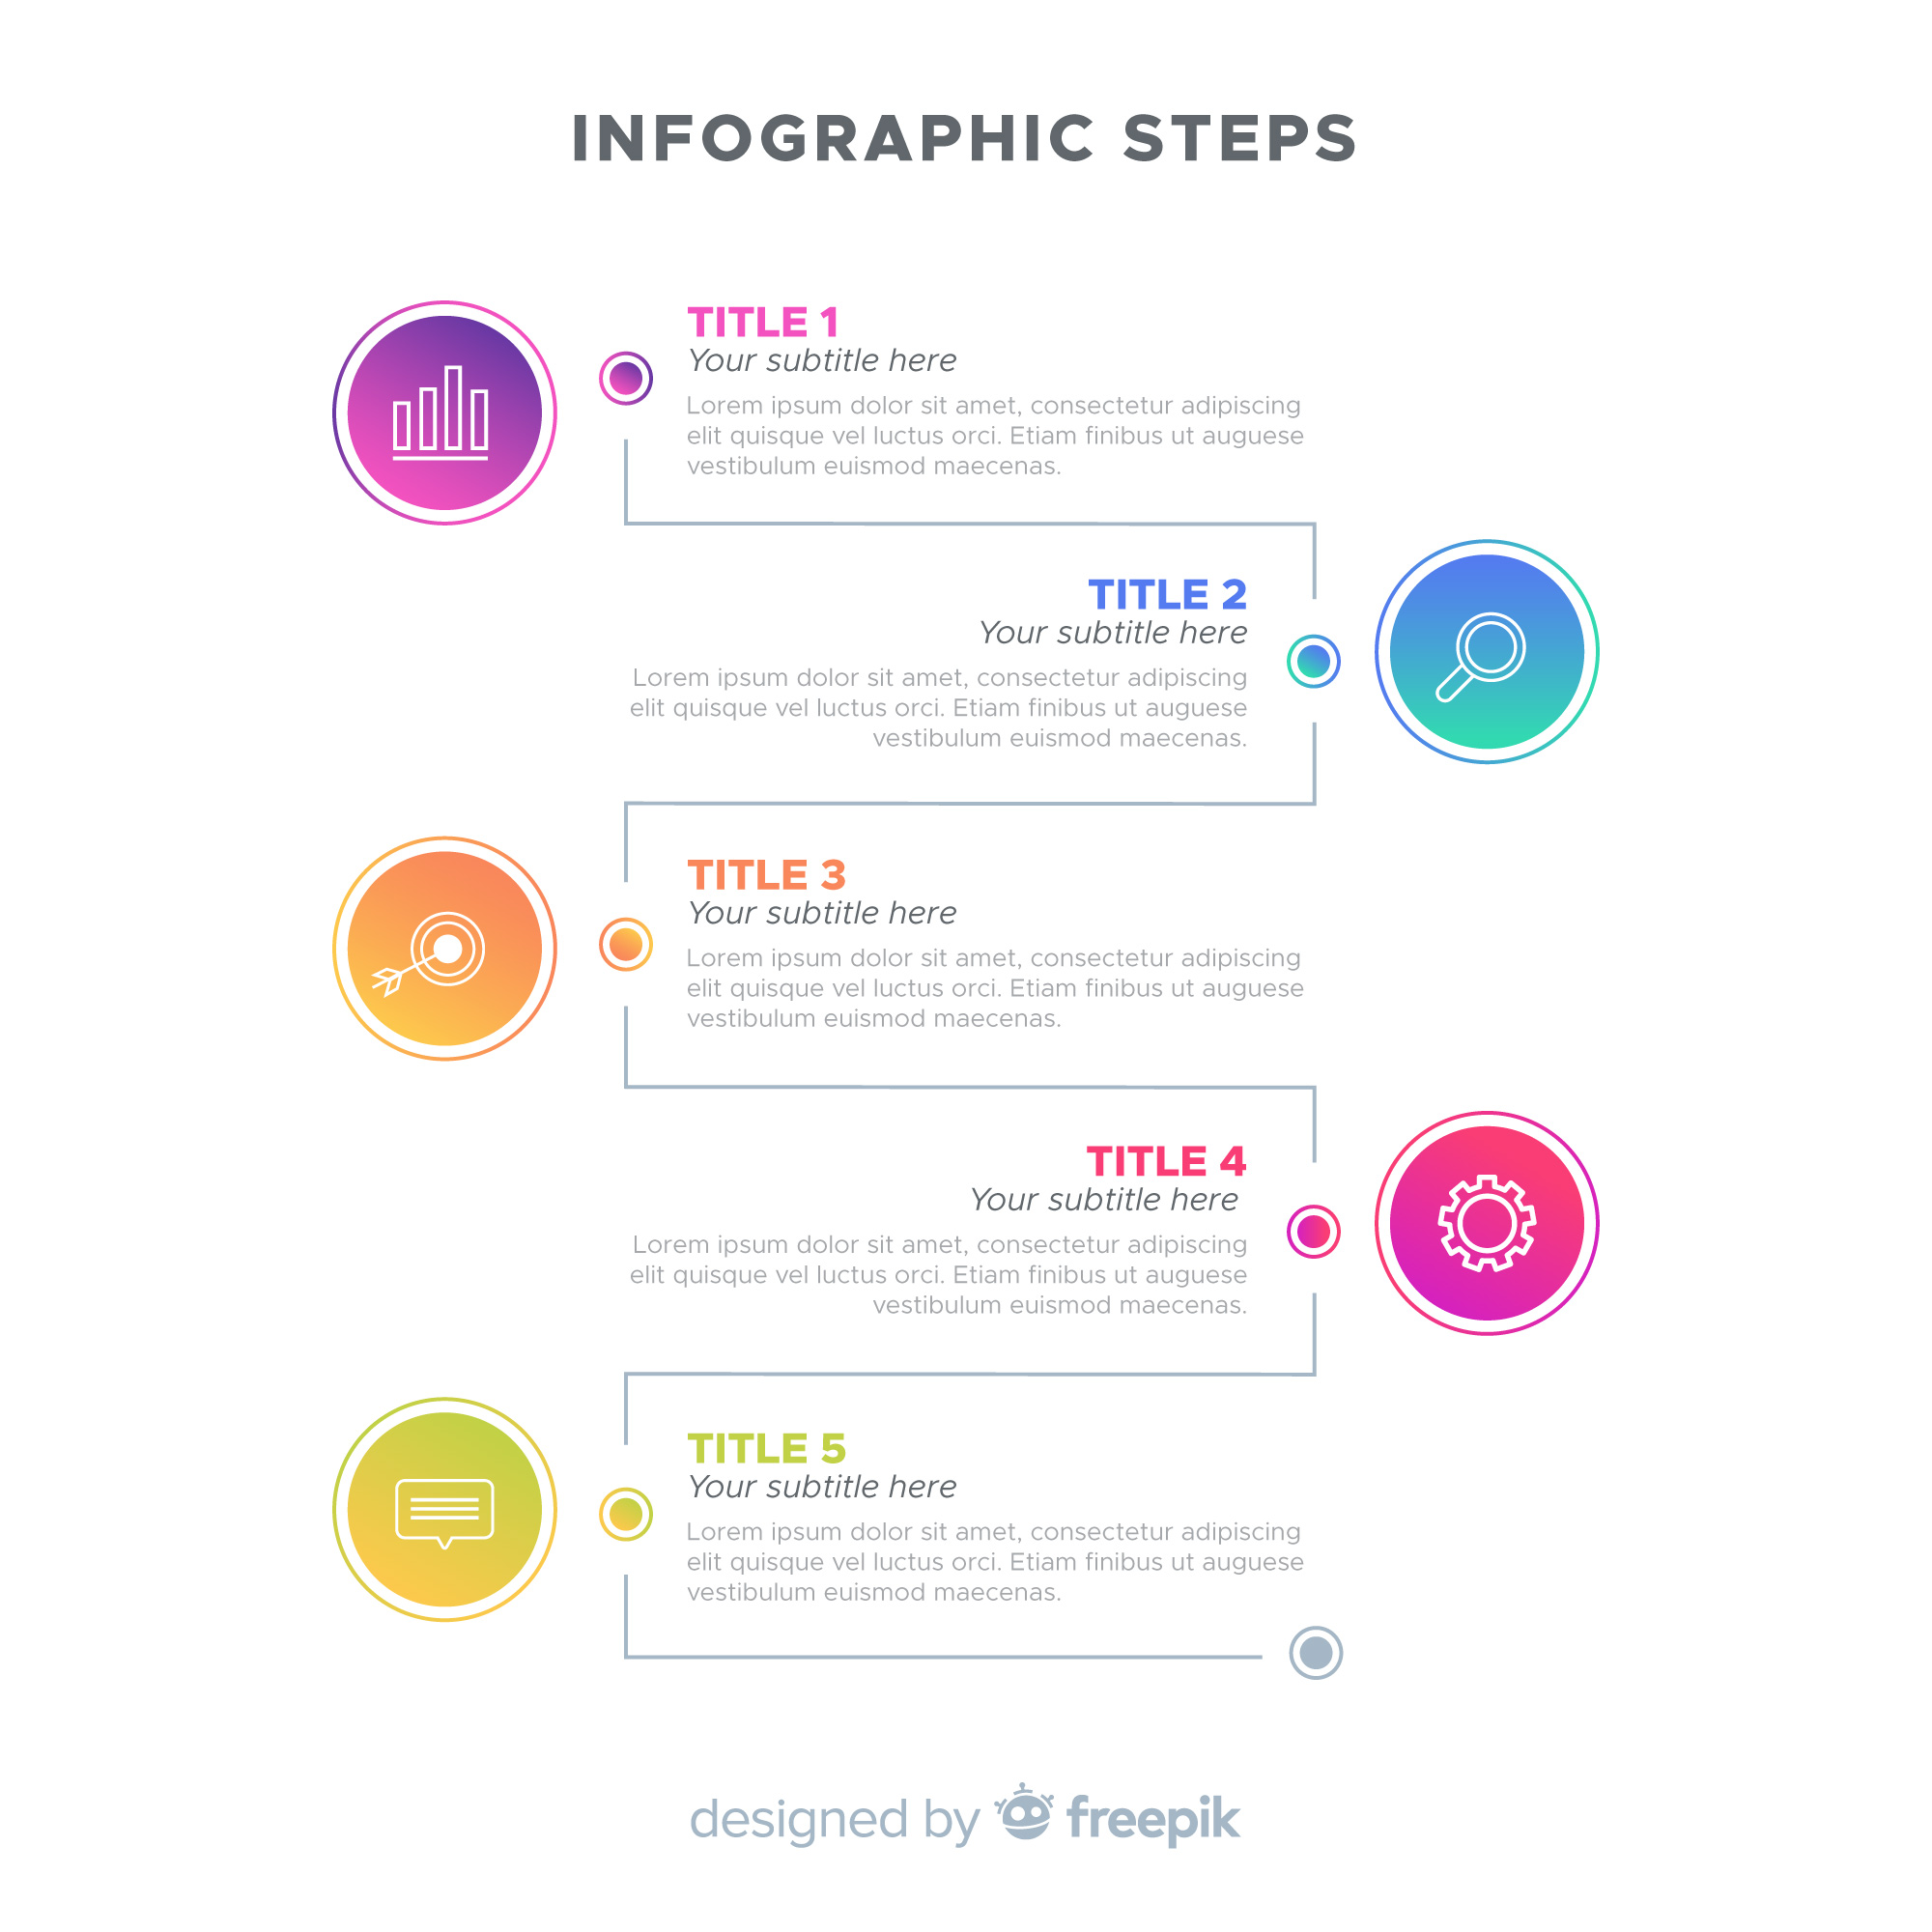 INFOGRAPHIC STEPS
TITLE 1
Your subtitle here
Lorem ipsum dolor sit amet, consectetur adipiscing
elit quisque vel luctus orci. Etiam finibus ut auguese
vestibulum euismod maecenas.
TITLE 2
Your subtitle here
Lorem ipsum dolor sit amet, consectetur adipiscing
elit quisque vel luctus orci. Etiam finibus ut auguese
vestibulum euismod maecenas.
TITLE 3
Your subtitle here
Lorem ipsum dolor sit amet, consectetur adipiscing
elit quisque vel luctus orci. Etiam finibus ut auguese
vestibulum euismod maecenas.
TITLE 4
Your subtitle here
Lorem ipsum dolor sit amet, consectetur adipiscing
elit quisque vel luctus orci. Etiam finibus ut auguese
vestibulum euismod maecenas.
TITLE 5
Your subtitle here
Lorem ipsum dolor sit amet, consectetur adipiscing
elit quisque vel luctus orci. Etiam finibus ut auguese
vestibulum euismod maecenas.
designed by freepik